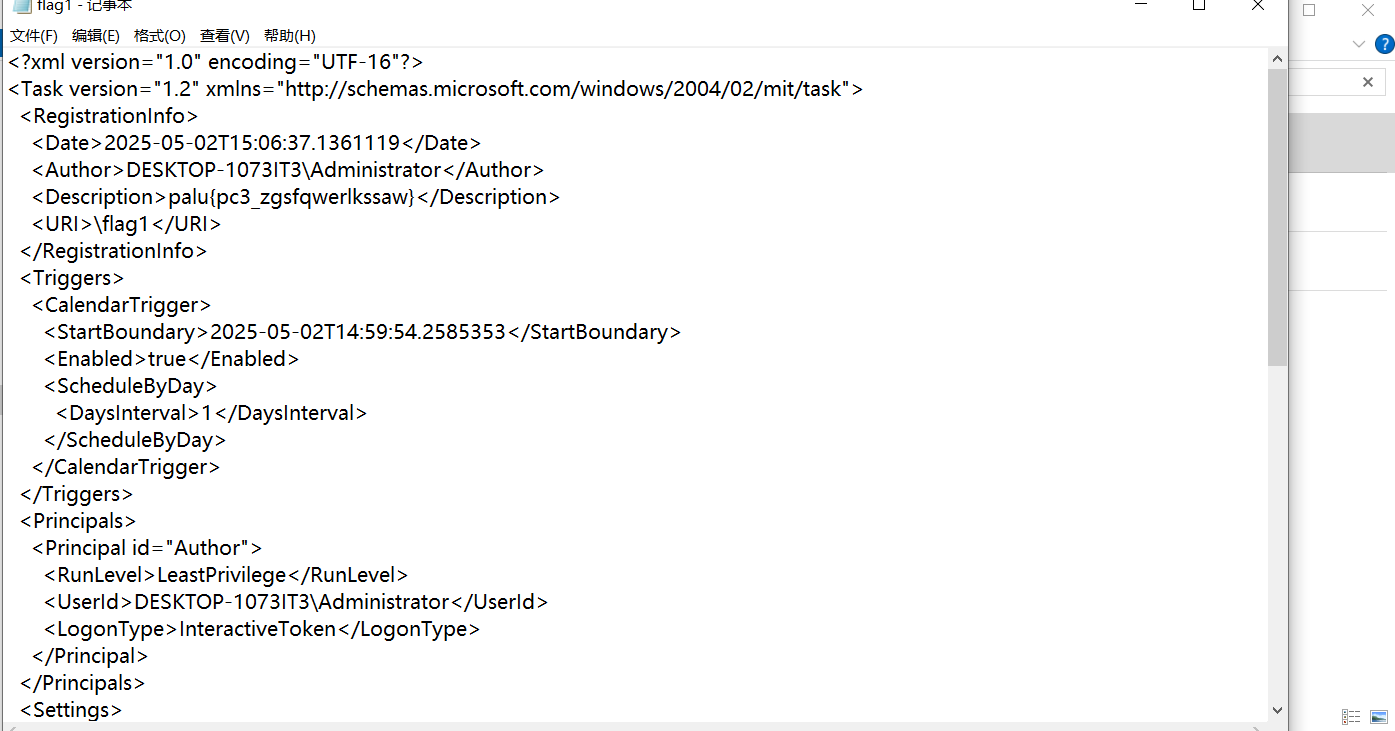 flag1 - 记事本
文件(F) 编辑(E) 格式(O) 查看(V) 帮助(H)
<?xml version="1.0" encoding="UTF-16"?>
<Task version="1.2" xmlns="http://schemas.microsoft.com/windows/2004/02/mit/task">
<RegistrationInfo>
<Date>2025-05-02T15:06:37.1361119</Date>
<Author>DESKTOP-1073IT3\Administrator</Author>
<Description>palu{pc3_zgsfqwerlkssaw}</Description>
<URI>\flag1</URI>
</RegistrationInfo>
<Triggers>
<CalendarTrigger>
<StartBoundary>2025-05-02T14:59:54.2585353</StartBoundary>
<Enabled>true</Enabled>
<ScheduleByDay>
<DaysInterval>1</DaysInterval>
</ScheduleByDay>
</CalendarTrigger>
</Triggers>
<Principals>
<Principal id="Author">
<RunLevel>LeastPrivilege</RunLevel>
<UserId>DESKTOP-1073IT3\Administrator</UserId>
<LogonType>InteractiveToken</LogonType>
</Principal>
</Principals>
<Settings>